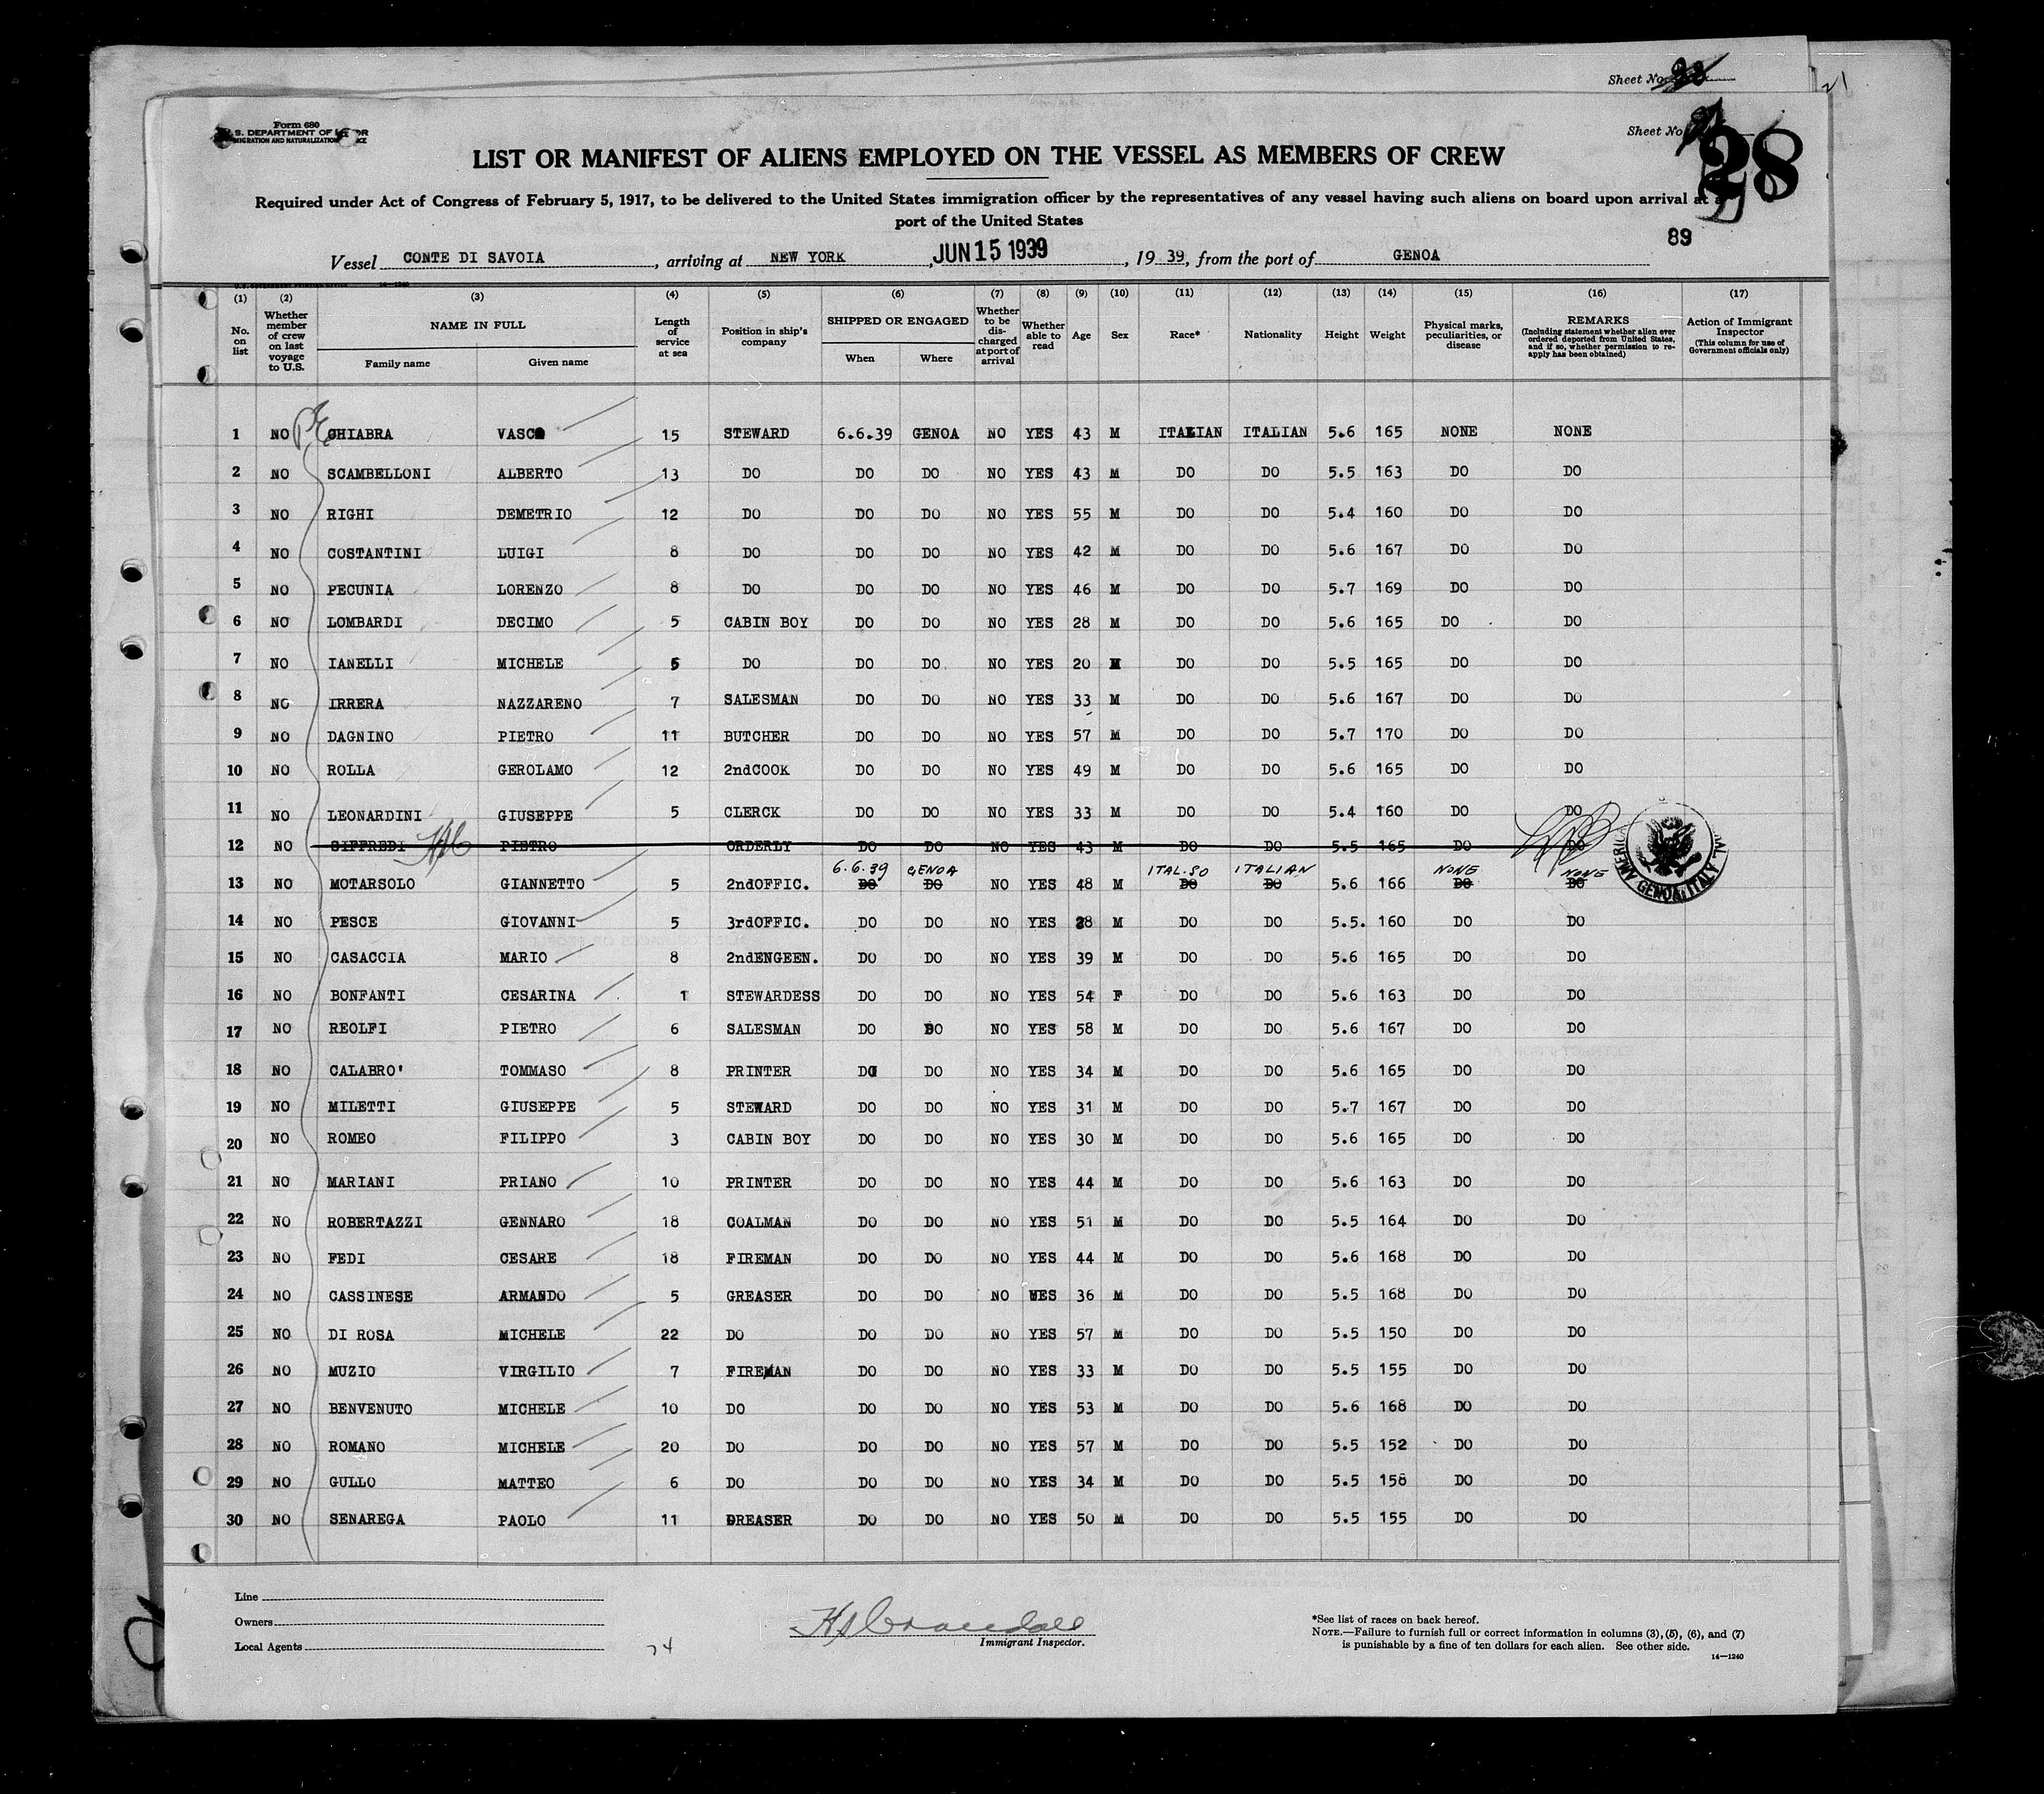 Sheet No.
Form 680
S. DEPARTMENT OF
MIGRATION AND NATURALIZATION
Sheet No
28
LIST OR MANIFEST OF ALIENS EMPLOYED ON THE VESSEL AS MEMBERS OF CREW
Required under Act of Congress of February 5, 1917, to be delivered to the United States immigration officer by the representatives of any vessel having such aliens on board upon arrival at a
port of the United States
89
Vessel CONTE DI SAVOIA, arriving at NEW YORK, JUN 15 1939, 1939, from the port of GENOA
(1) (2) (3) (4) (5) (6) (7) (8) (9) (10) (11) (12) (13) (14) (15) (16) (17)
No. on list
Whether member of crew on last voyage to U.S.
NAME IN FULL
Family name Given name
Length of service at sea
Position in ship's company
SHIPPED OR ENGAGED
When Where
Whether to be discharged at port of arrival
Whether able to read
Age
Sex
Race*
Nationality
Height
Weight
Physical marks, peculiarities, or disease
REMARKS
(Including statement whether alien ever ordered deported from United States, and if so, whether permission to re-apply has been obtained)
Action of Immigrant Inspector
(This column for use of Government officials only)
1 NO GHIABRA VASCO 15 STEWARD 6.6.39 GENOA NO YES 43 M ITALIAN ITALIAN 5.6 165 NONE NONE
2 NO SCAMBELLONI ALBERTO 13 DO DO DO NO YES 43 M DO DO 5.5 163 DO DO
3 NO RIGHI DEMETRIO 12 DO DO DO NO YES 55 M DO DO 5.4 160 DO DO
4 NO COSTANTINI LUIGI 8 DO DO DO NO YES 42 M DO DO 5.6 167 DO DO
5 NO PECUNIA LORENZO 8 DO DO DO NO YES 46 M DO DO 5.7 169 DO DO
6 NO LOMBARDI DECIMO 5 CABIN BOY DO DO NO YES 28 M DO DO 5.6 165 DO DO
7 NO IANELLI MICHELE 5 DO DO DO NO YES 20 M DO DO 5.5 165 DO DO
8 NO IRRERA NAZZARENO 7 SALESMAN DO DO NO YES 33 M DO DO 5.6 167 DO DO
9 NO DAGNINO PIETRO 11 BUTCHER DO DO NO YES 57 M DO DO 5.7 170 DO DO
10 NO ROLLA GEROLAMO 12 2ndCOOK DO DO NO YES 49 M DO DO 5.6 165 DO DO
11 NO LEONARDINI GIUSEPPE 5 CLERCK DO DO NO YES 33 M DO DO 5.4 160 DO DO
12 NO SIFFREDI PIETRO ORDERLY DO DO NO YES 43 M DO DO 5.5 165 DO DO
6.6.39 GENOA ITAL.SO ITALIAN NONE NONE
13 NO MOTARSOLO GIANNETTO 5 2ndOFFIC. DO DO NO YES 48 M DO DO 5.6 166 DO DO
AMERICA GENOA, ITALY
14 NO PESCE GIOVANNI 5 3rdOFFIC. DO DO NO YES 28 M DO DO 5.5. 160 DO DO
15 NO CASACCIA MARIO 8 2ndENGEEN. DO DO NO YES 39 M DO DO 5.6 165 DO DO
16 NO BONFANTI CESARINA 1 STEWARDESS DO DO NO YES 54 F DO DO 5.6 163 DO DO
17 NO REOLFI PIETRO 6 SALESMAN DO DO NO YES 58 M DO DO 5.6 167 DO DO
18 NO CALABRO' TOMMASO 8 PRINTER DO DO NO YES 34 M DO DO 5.6 165 DO DO
19 NO MILETTI GIUSEPPE 5 STEWARD DO DO NO YES 31 M DO DO 5.7 167 DO DO
20 NO ROMEO FILIPPO 3 CABIN BOY DO DO NO YES 30 M DO DO 5.6 165 DO DO
21 NO MARIANI PRIANO 10 PRINTER DO DO NO YES 44 M DO DO 5.6 163 DO DO
22 NO ROBERTAZZI GENNARO 18 COALMAN DO DO NO YES 51 M DO DO 5.5 164 DO DO
23 NO FEDI CESARE 18 FIREMAN DO DO NO YES 44 M DO DO 5.6 168 DO DO
24 NO CASSINESE ARMANDO 5 GREASER DO DO NO YES 36 M DO DO 5.5 168 DO DO
25 NO DI ROSA MICHELE 22 DO DO DO NO YES 57 M DO DO 5.5 150 DO DO
26 NO MUZIO VIRGILIO 7 FIREMAN DO DO NO YES 33 M DO DO 5.5 155 DO DO
27 NO BENVENUTO MICHELE 10 DO DO DO NO YES 53 M DO DO 5.6 168 DO DO
28 NO ROMANO MICHELE 20 DO DO DO NO YES 57 M DO DO 5.5 152 DO DO
29 NO GULLO MATTEO 6 DO DO DO NO YES 34 M DO DO 5.5 158 DO DO
30 NO SENAREGA PAOLO 11 GREASER DO DO NO YES 50 M DO DO 5.5 155 DO DO
Line
Owners
Local Agents
74
Immigrant Inspector.
*See list of races on back hereof.
NOTE.—Failure to furnish full or correct information in columns (3), (5), (6), and (7)
is punishable by a fine of ten dollars for each alien. See other side.
14—1240